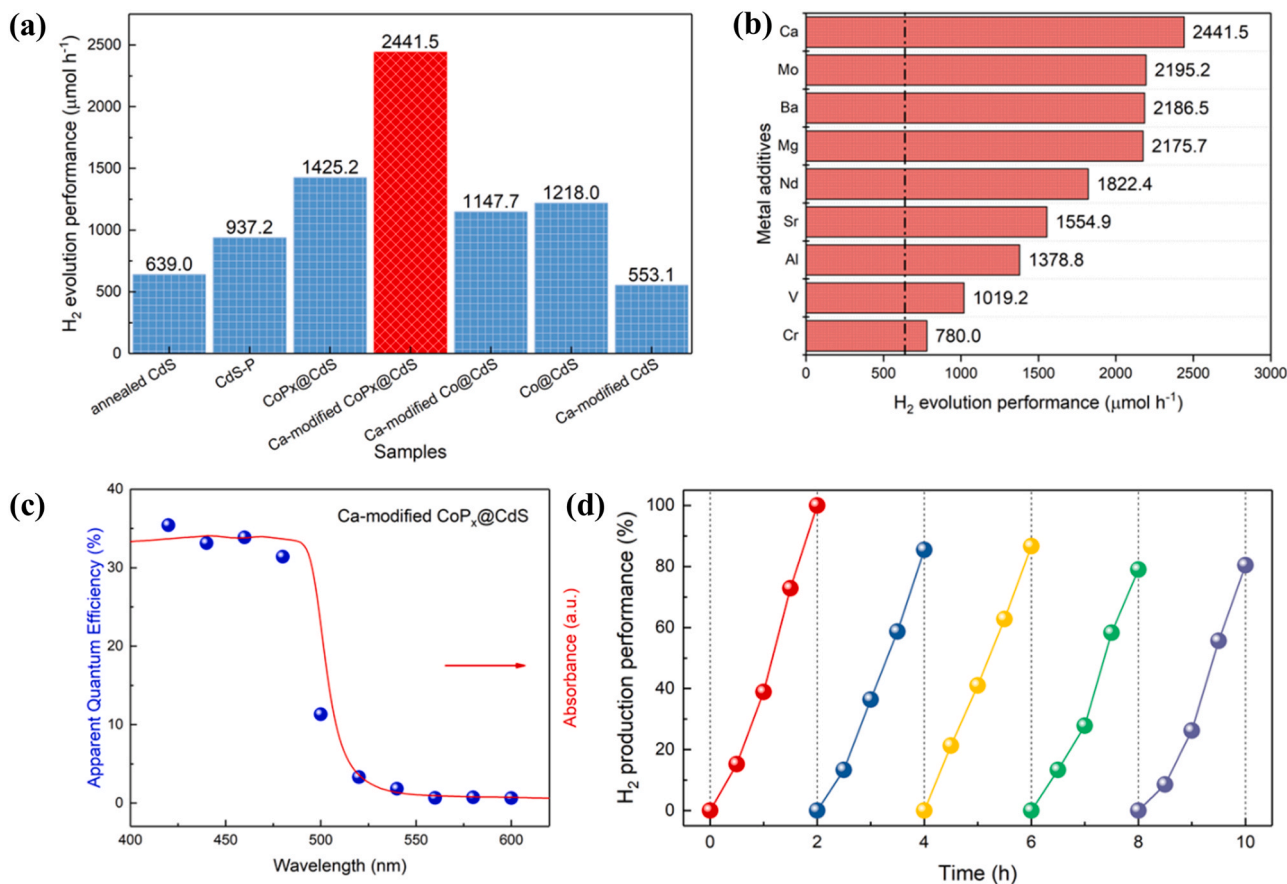 (a)
H₂ evolution performance (μmol h⁻¹)
2500
2000
1500
1000
500
0
639.0
937.2
1425.2
2441.5
1147.7
1218.0
553.1
annealed CdS
CdS-P
CoPx@CdS
Ca-modified CoPx@CdS
Ca-modified Co@CdS
Co@CdS
Ca-modified CdS
Samples
(b)
Metal additives
Ca
2441.5
Mo
2195.2
Ba
2186.5
Mg
2175.7
Nd
1822.4
Sr
1554.9
Al
1378.8
V
1019.2
Cr
780.0
0 500 1000 1500 2000 2500 3000
H₂ evolution performance (μmol h⁻¹)
(c)
Apparent Quantum Efficiency (%)
40
30
20
10
0
Ca-modified CoPₓ@CdS
Absorbance (a.u.)
400 450 500 550 600
Wavelength (nm)
(d)
H₂ production performance (%)
100
80
60
40
20
0
0 2 4 6 8 10
Time (h)